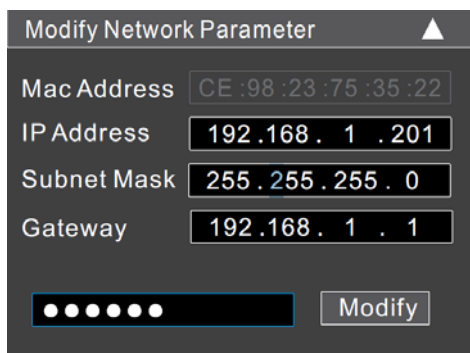 Modify Network Parameter
Mac Address CE :98 :23 :75 :35 :22
IP Address 192 .168 . 1 .201
Subnet Mask 255 . 255 . 255 . 0
Gateway 192 .168 . 1 . 1
●●●●●● Modify